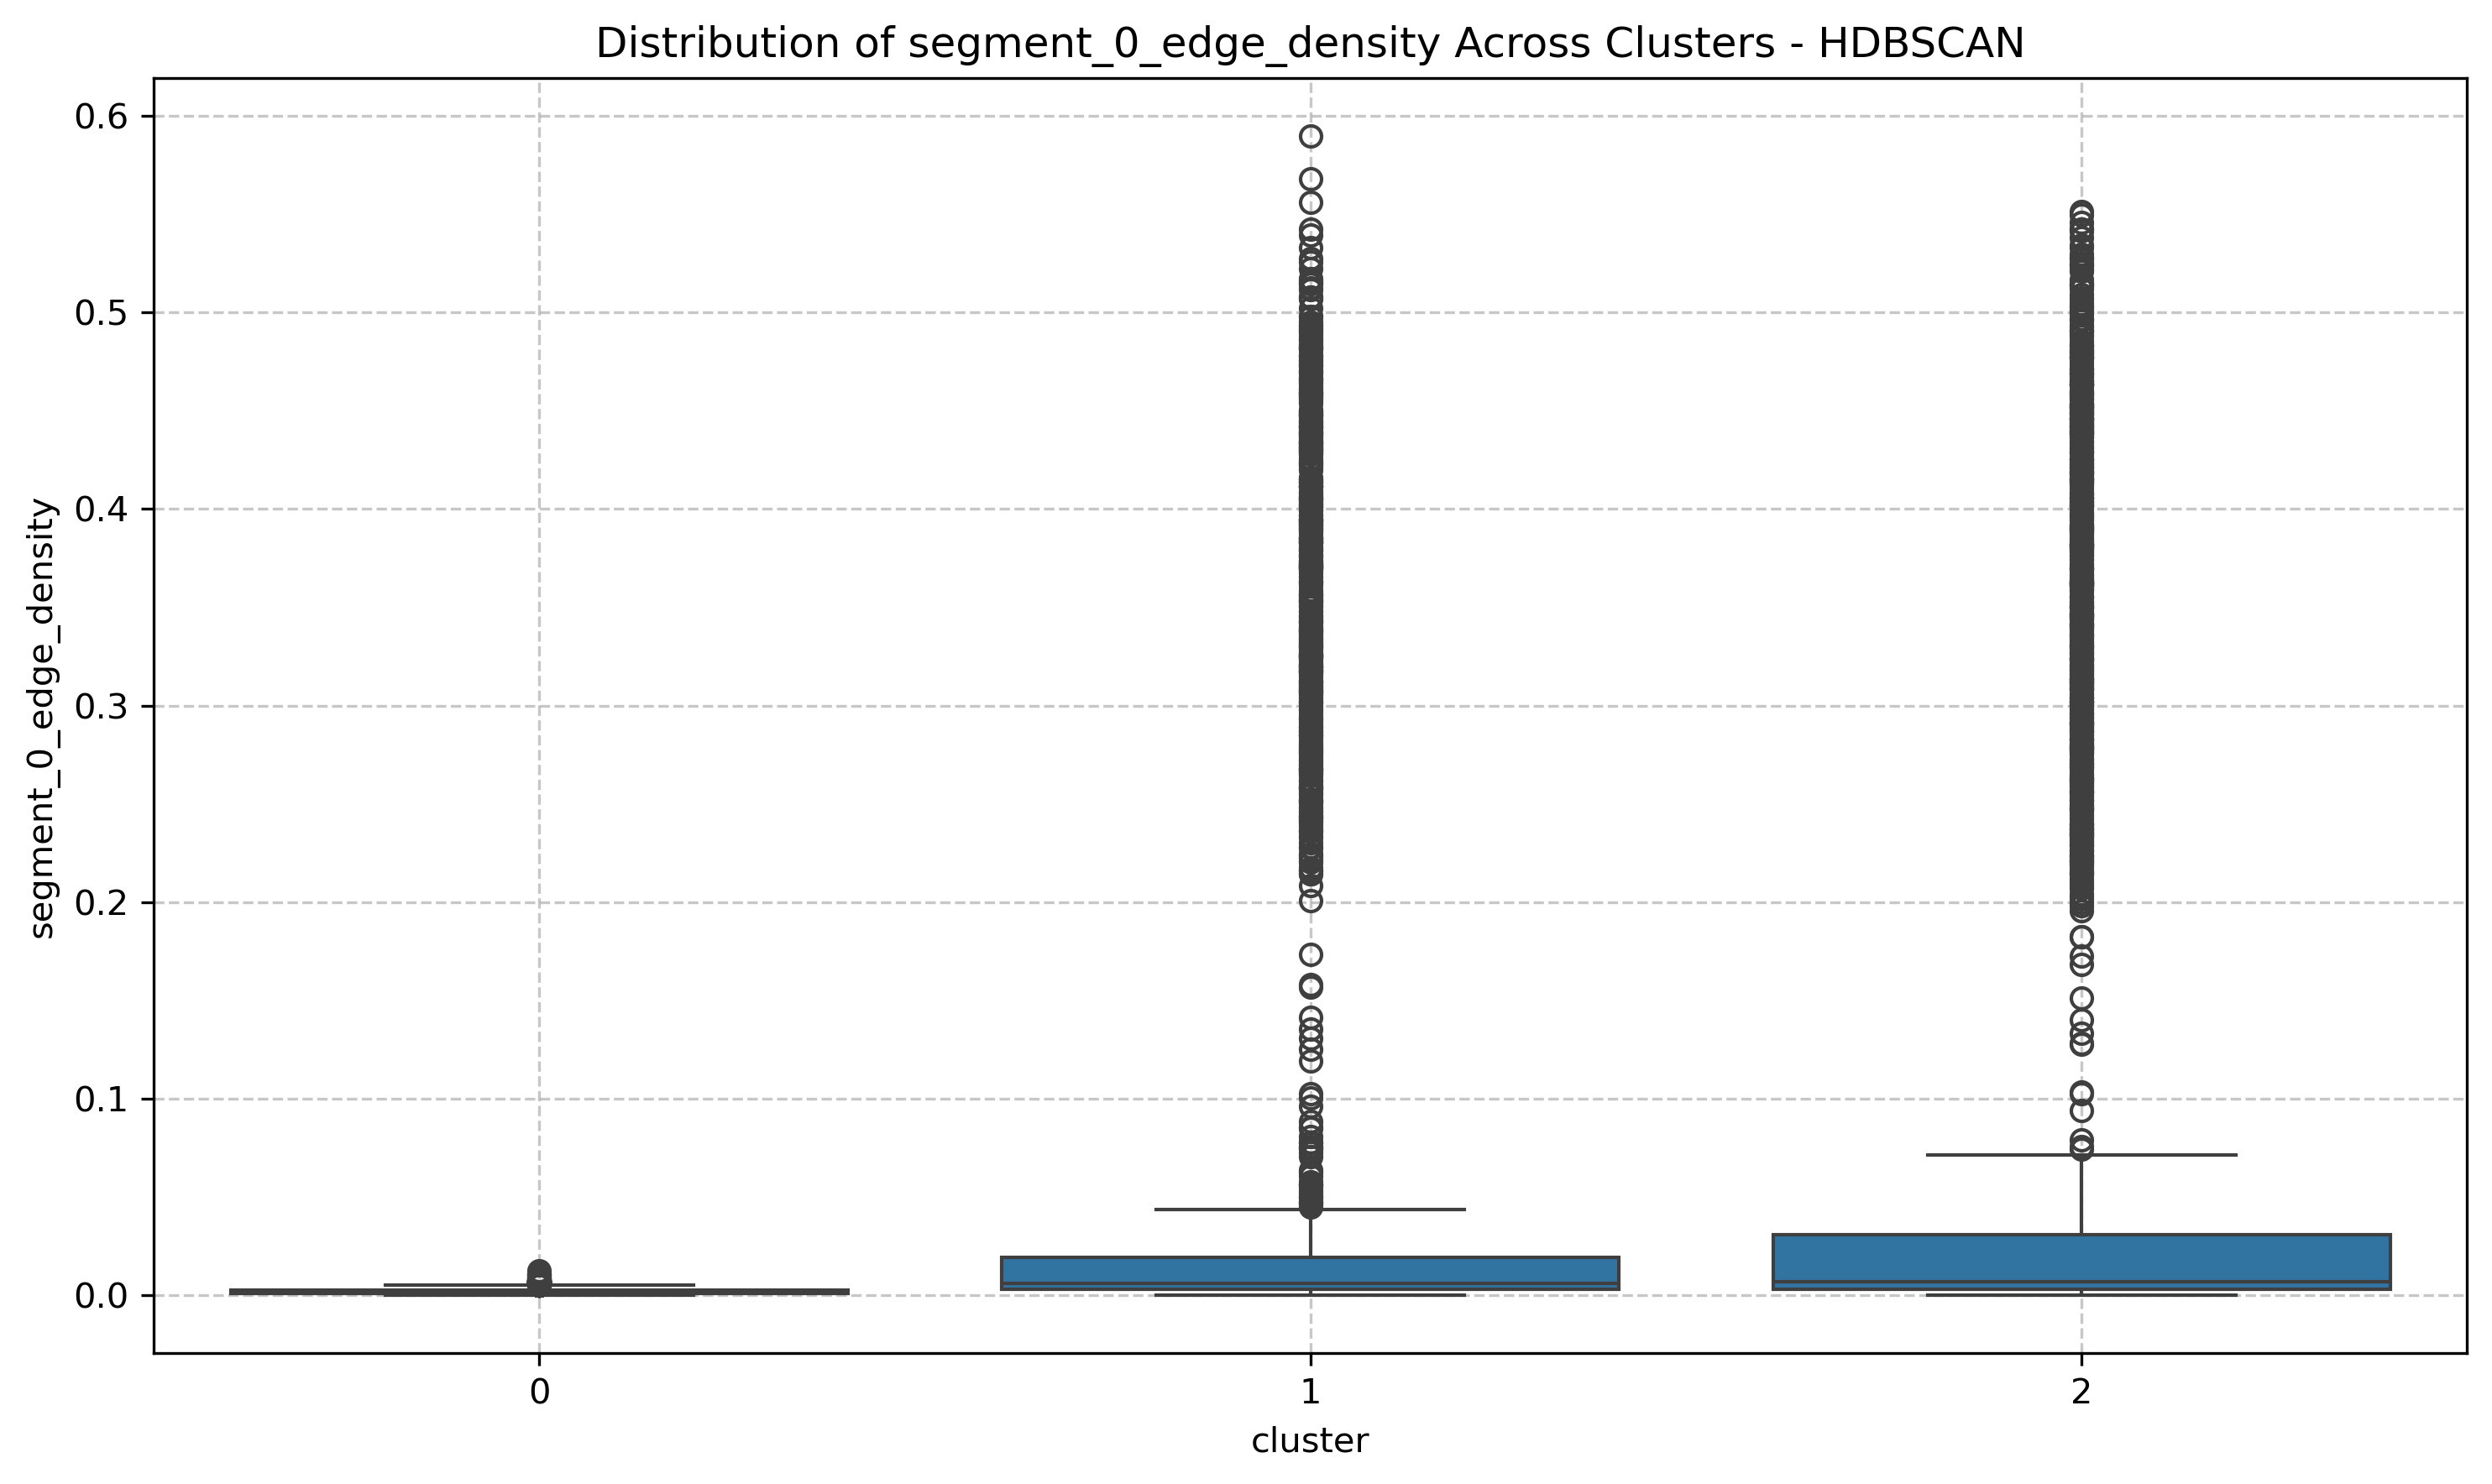 Distribution of segment_0_edge_density Across Clusters - HDBSCAN
segment_0_edge_density
0.6
0.5
0.4
0.3
0.2
0.1
0.0
0 1 2
cluster